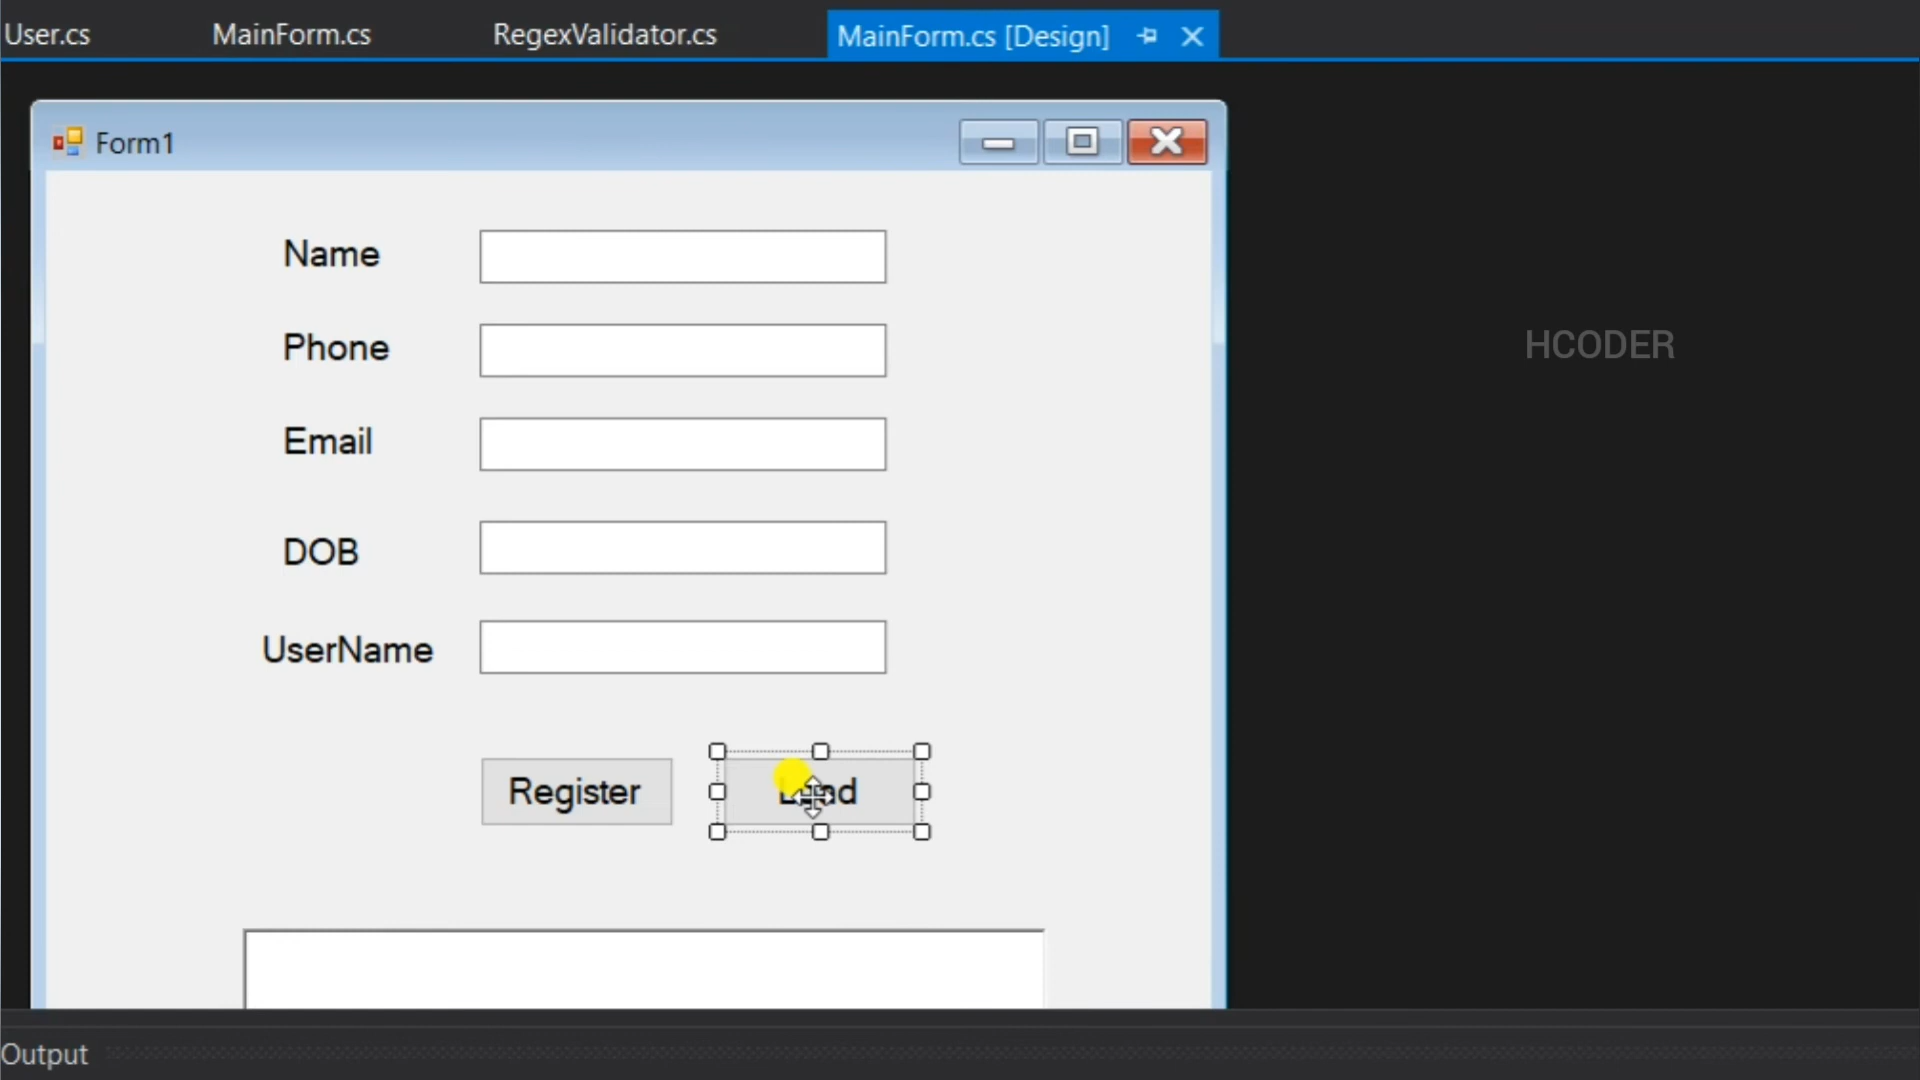 User.cs MainForm.cs RegexValidator.cs MainForm.cs [Design]
Form1
Name
HCODER
Phone
Email
DOB
UserName
Register
Output